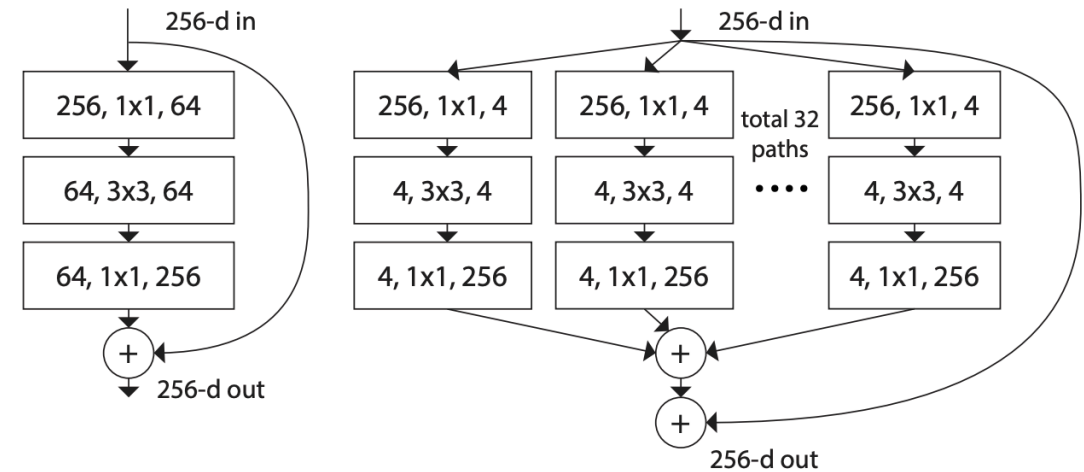 256-d in
256, 1x1, 64
64, 3x3, 64
64, 1x1, 256
+
256-d out
256-d in
256, 1x1, 4
256, 1x1, 4
total 32
paths
256, 1x1, 4
4, 3x3, 4
4, 3x3, 4
....
4, 3x3, 4
4, 1x1, 256
4, 1x1, 256
4, 1x1, 256
+
+
256-d out